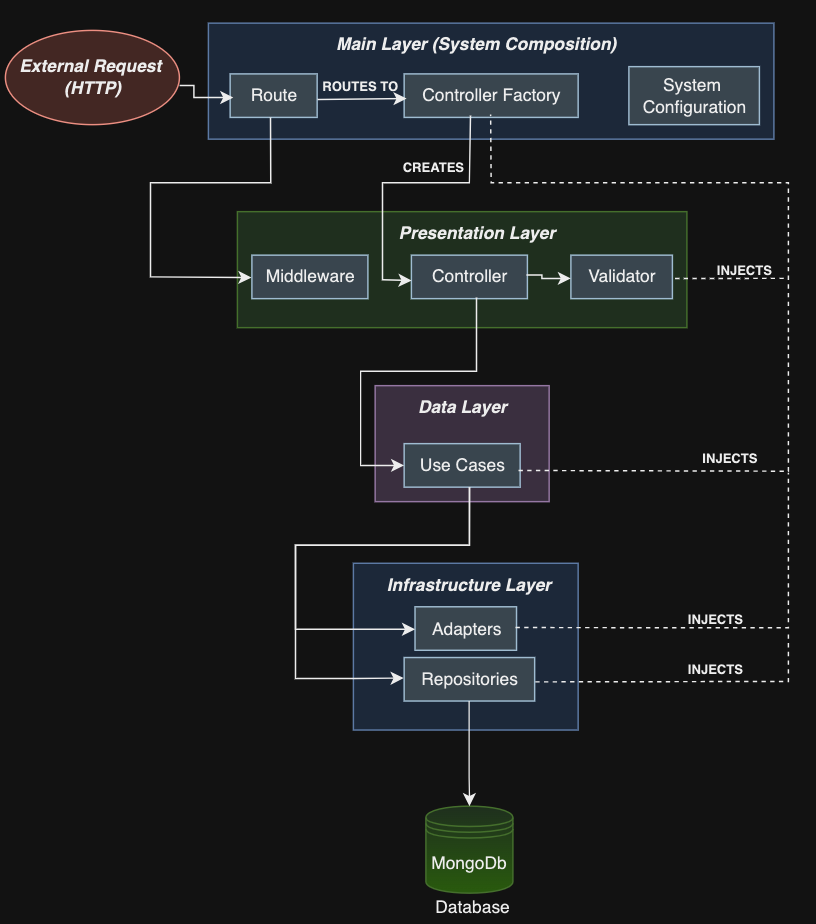 Main Layer (System Composition)
External Request
(HTTP)
Route
ROUTES TO
Controller Factory
System
Configuration
CREATES
Presentation Layer
Middleware
Controller
Validator
INJECTS
Data Layer
Use Cases
INJECTS
Infrastructure Layer
Adapters
INJECTS
Repositories
INJECTS
MongoDb
Database